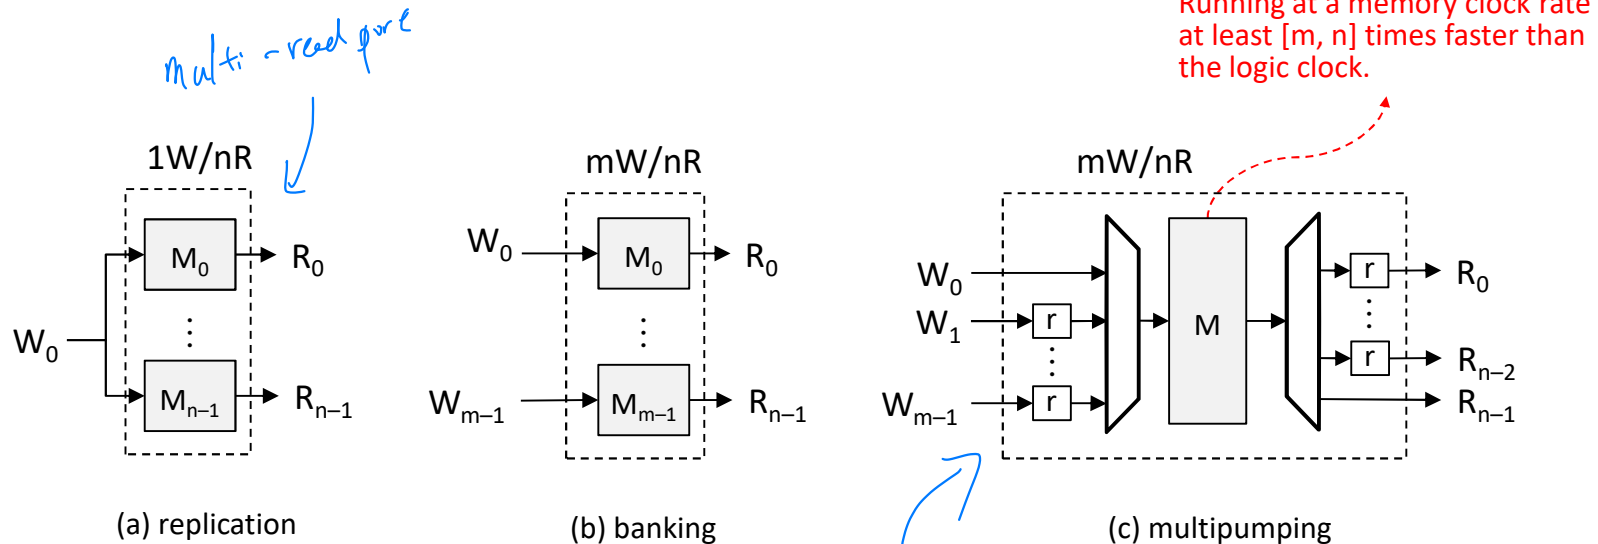 Running at a memory clock rate
at least [m, n] times faster than
the logic clock.
multi-read port
1W/nR
mW/nR
mW/nR
W0
M0
R0
⋮
Mn–1
Rn–1
W0
M0
R0
⋮
Wm–1
Mm–1
Rn–1
W0
W1
r
⋮
Wm–1
r
M
r
R0
⋮
r
Rn–2
Rn–1
(a) replication
(b) banking
(c) multipumping